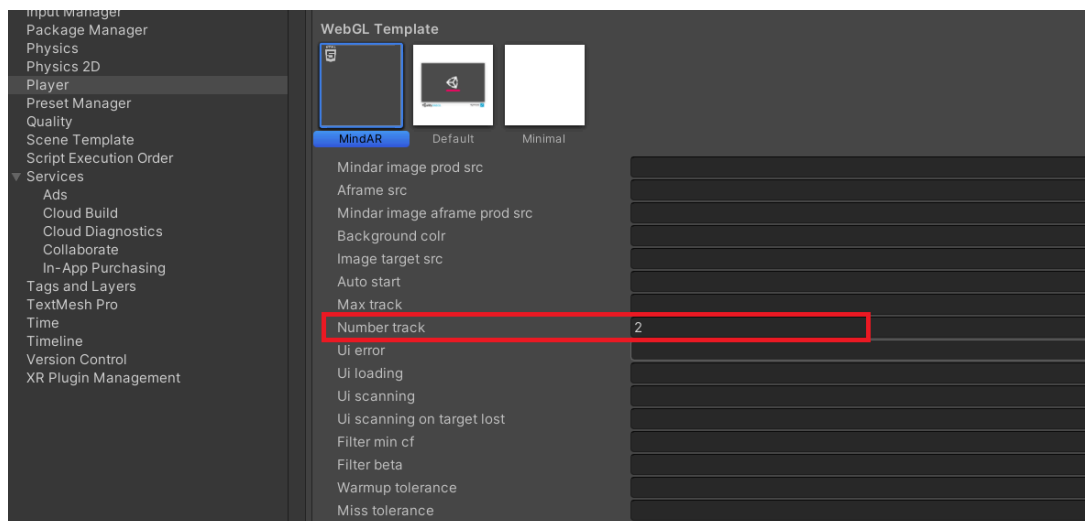 Input Manager
Package Manager
Physics
Physics 2D
Player
Preset Manager
Quality
Scene Template
Script Execution Order
Services
Ads
Cloud Build
Cloud Diagnostics
Collaborate
In-App Purchasing
Tags and Layers
TextMesh Pro
Time
Timeline
Version Control
XR Plugin Management
WebGL Template
MindAR Default Minimal
Mindar image prod src
Aframe src
Mindar image aframe prod src
Background colr
Image target src
Auto start
Max track
Number track 2
Ui error
Ui loading
Ui scanning
Ui scanning on target lost
Filter min cf
Filter beta
Warmup tolerance
Miss tolerance